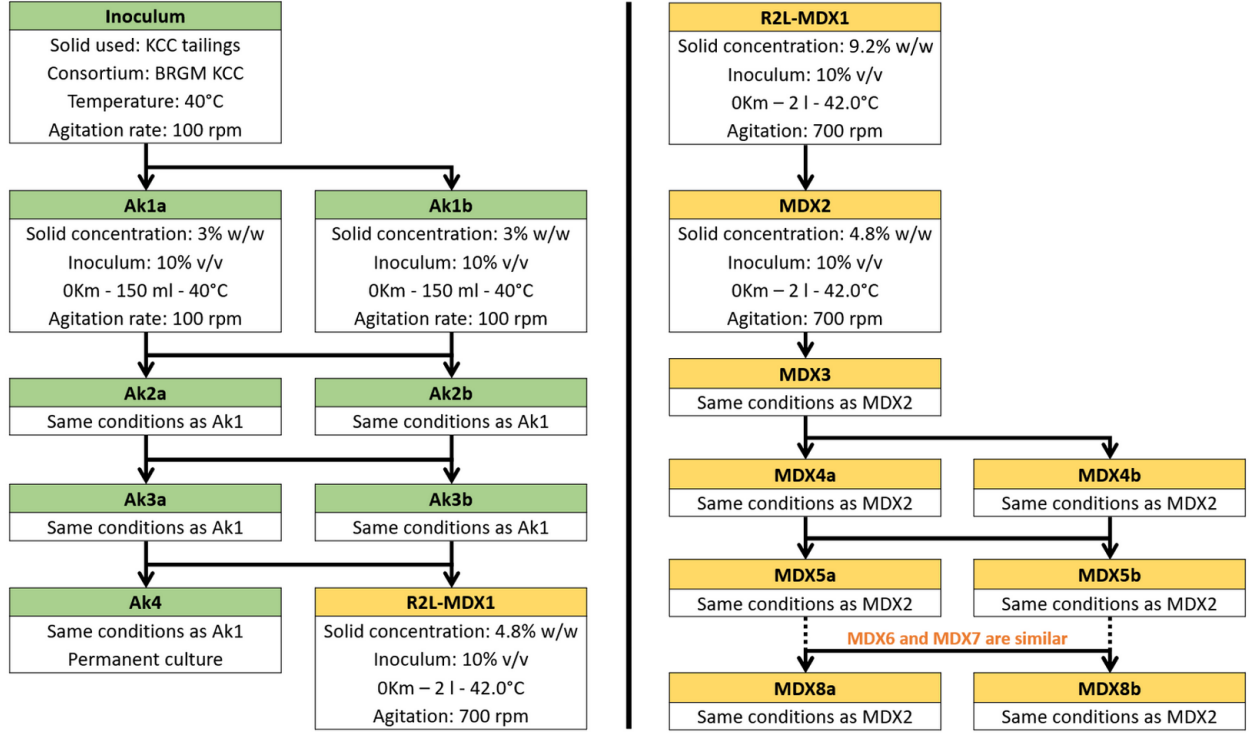 Inoculum
Solid used: KCC tailings
Consortium: BRGM KCC
Temperature: 40°C
Agitation rate: 100 rpm
Ak1a
Solid concentration: 3% w/w
Inoculum: 10% v/v
0Km - 150 ml - 40°C
Agitation rate: 100 rpm
Ak1b
Solid concentration: 3% w/w
Inoculum: 10% v/v
0Km - 150 ml - 40°C
Agitation rate: 100 rpm
Ak2a
Same conditions as Ak1
Ak2b
Same conditions as Ak1
Ak3a
Same conditions as Ak1
Ak3b
Same conditions as Ak1
Ak4
Same conditions as Ak1
Permanent culture
R2L-MDX1
Solid concentration: 4.8% w/w
Inoculum: 10% v/v
0Km – 2 l - 42.0°C
Agitation: 700 rpm
R2L-MDX1
Solid concentration: 9.2% w/w
Inoculum: 10% v/v
0Km – 2 l - 42.0°C
Agitation: 700 rpm
MDX2
Solid concentration: 4.8% w/w
Inoculum: 10% v/v
0Km – 2 l - 42.0°C
Agitation: 700 rpm
MDX3
Same conditions as MDX2
MDX4a
Same conditions as MDX2
MDX4b
Same conditions as MDX2
MDX5a
Same conditions as MDX2
MDX5b
Same conditions as MDX2
MDX6 and MDX7 are similar
MDX8a
Same conditions as MDX2
MDX8b
Same conditions as MDX2